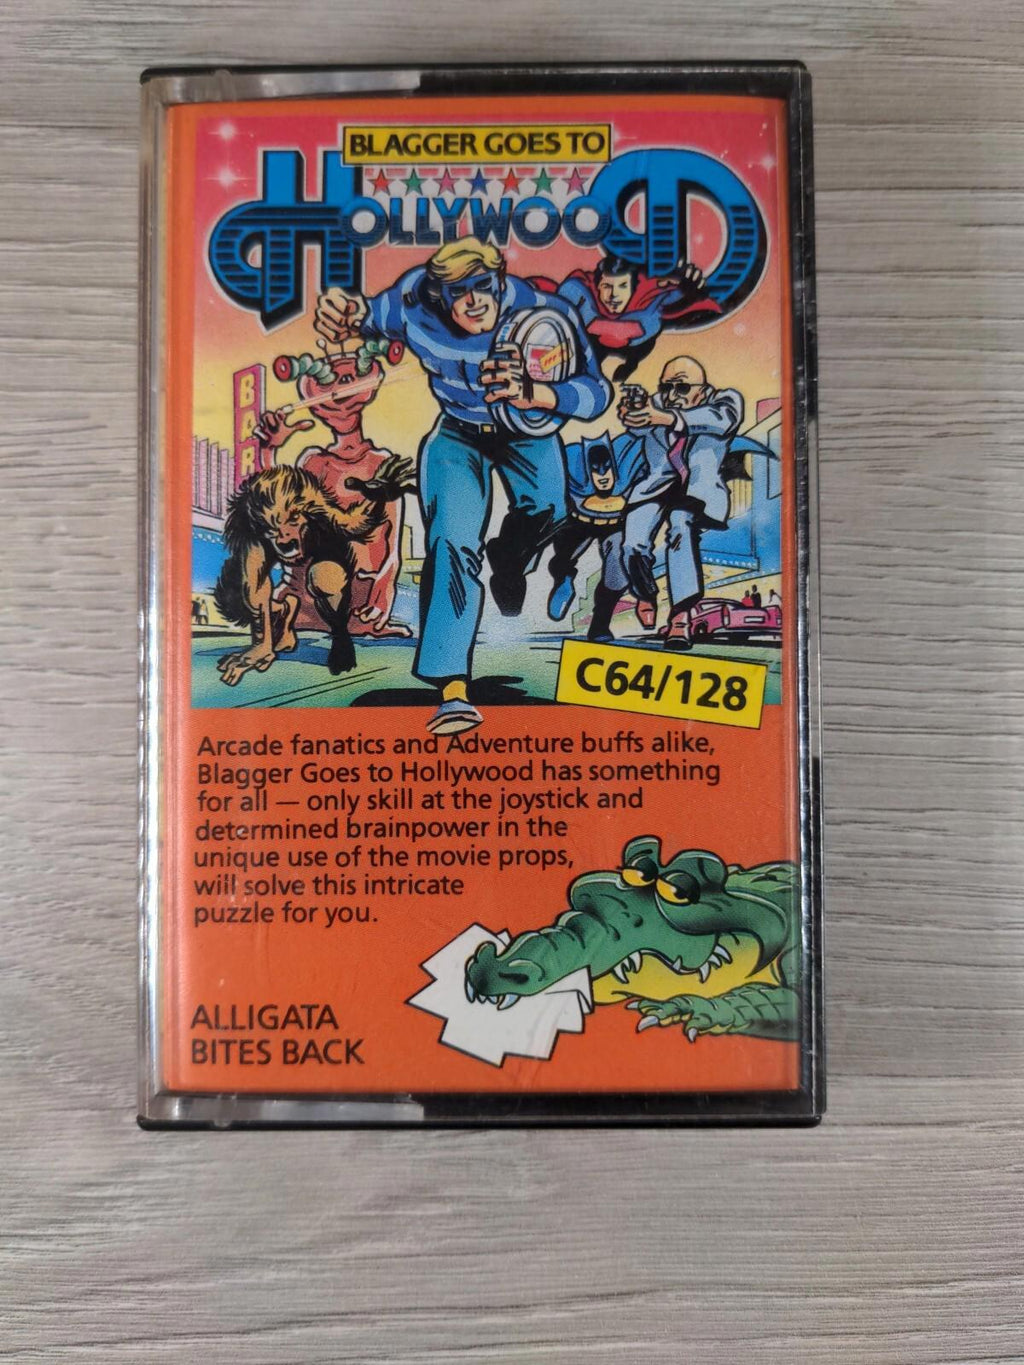 BLAGGER GOES TO
HOLLYWOOD
BAR
C64/128
Arcade fanatics and Adventure buffs alike,
Blagger Goes to Hollywood has something
for all — only skill at the joystick and
determined brainpower in the
unique use of the movie props,
will solve this intricate
puzzle for you.
ALLIGATA
BITES BACK